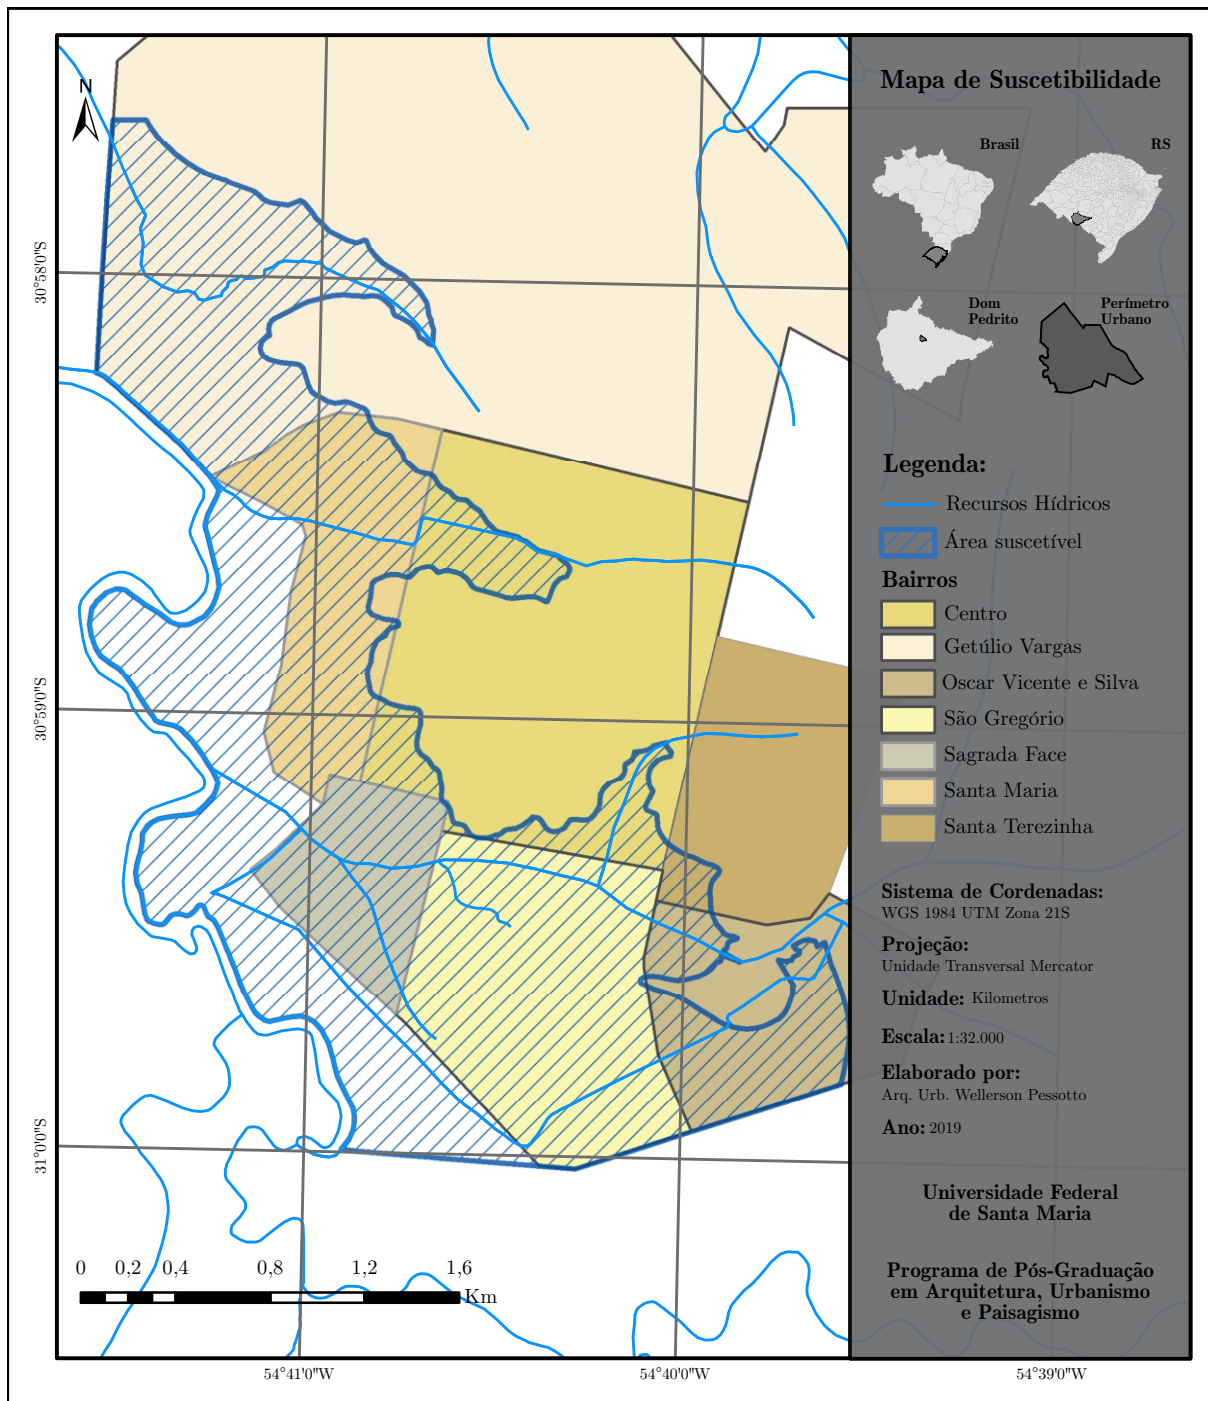 N
30°58'0"S
30°59'0"S
31°0'0"S
0 0,2 0,4 0,8 1,2 1,6
Km
54°41'0"W
54°40'0"W
54°39'0"W
Mapa de Suscetibilidade
Brasil
RS
Dom
Pedrito
Perímetro
Urbano
Legenda:
Recursos Hídricos
Área suscetível
Bairros
Centro
Getúlio Vargas
Oscar Vicente e Silva
São Gregório
Sagrada Face
Santa Maria
Santa Terezinha
Sistema de Cordenadas:
WGS 1984 UTM Zona 21S
Projeção:
Unidade Transversal Mercator
Unidade: Kilometros
Escala: 1:32.000
Elaborado por:
Arq. Urb. Wellerson Pessotto
Ano: 2019
Universidade Federal
de Santa Maria
Programa de Pós-Graduação
em Arquitetura, Urbanismo
e Paisagismo